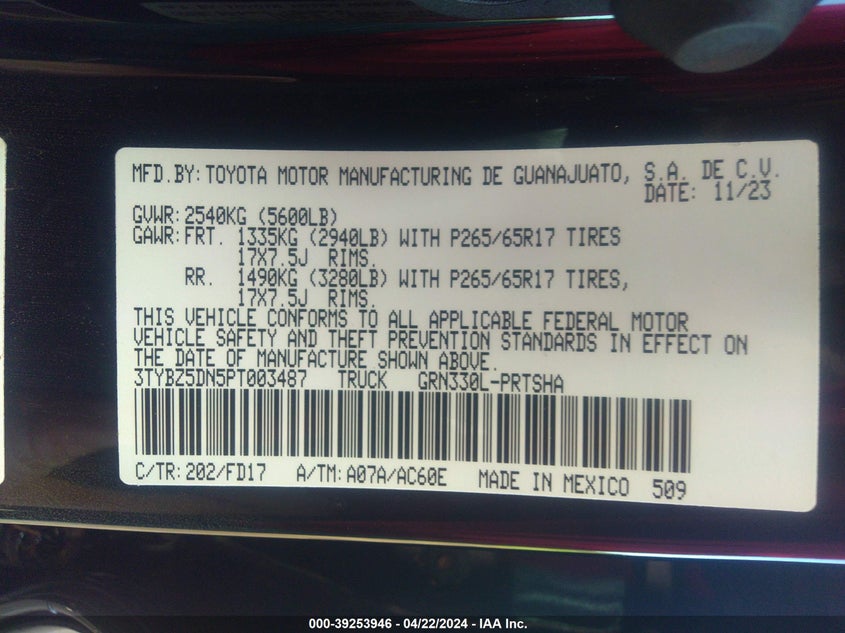 MFD.BY: TOYOTA MOTOR MANUFACTURING DE GUANAJUATO, S.A. DE C.V.
DATE: 11/23
GVWR: 2540KG (5600LB)
GAWR: FRT. 1335KG (2940LB) WITH P265/65R17 TIRES
17X7.5J RIMS.
RR. 1490KG (3280LB) WITH P265/65R17 TIRES,
17X7.5J RIMS.
THIS VEHICLE CONFORMS TO ALL APPLICABLE FEDERAL MOTOR
VEHICLE SAFETY AND THEFT PREVENTION STANDARDS IN EFFECT ON
THE DATE OF MANUFACTURE SHOWN ABOVE.
3TYBZ5DN5PT003487 TRUCK GRN330L-PRTSHA
C/TR: 202/FD17 A/TM: A07A/AC60E MADE IN MEXICO 509
000-39253946 - 04/22/2024 - IAA Inc.